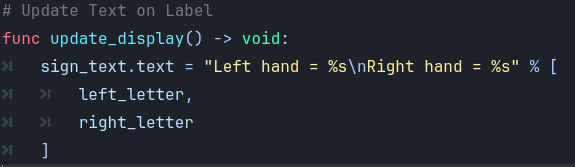 # Update Text on Label
func update_display() -> void:
sign_text.text = "Left hand = %s\nRight hand = %s" % [
left_letter,
right_letter
]